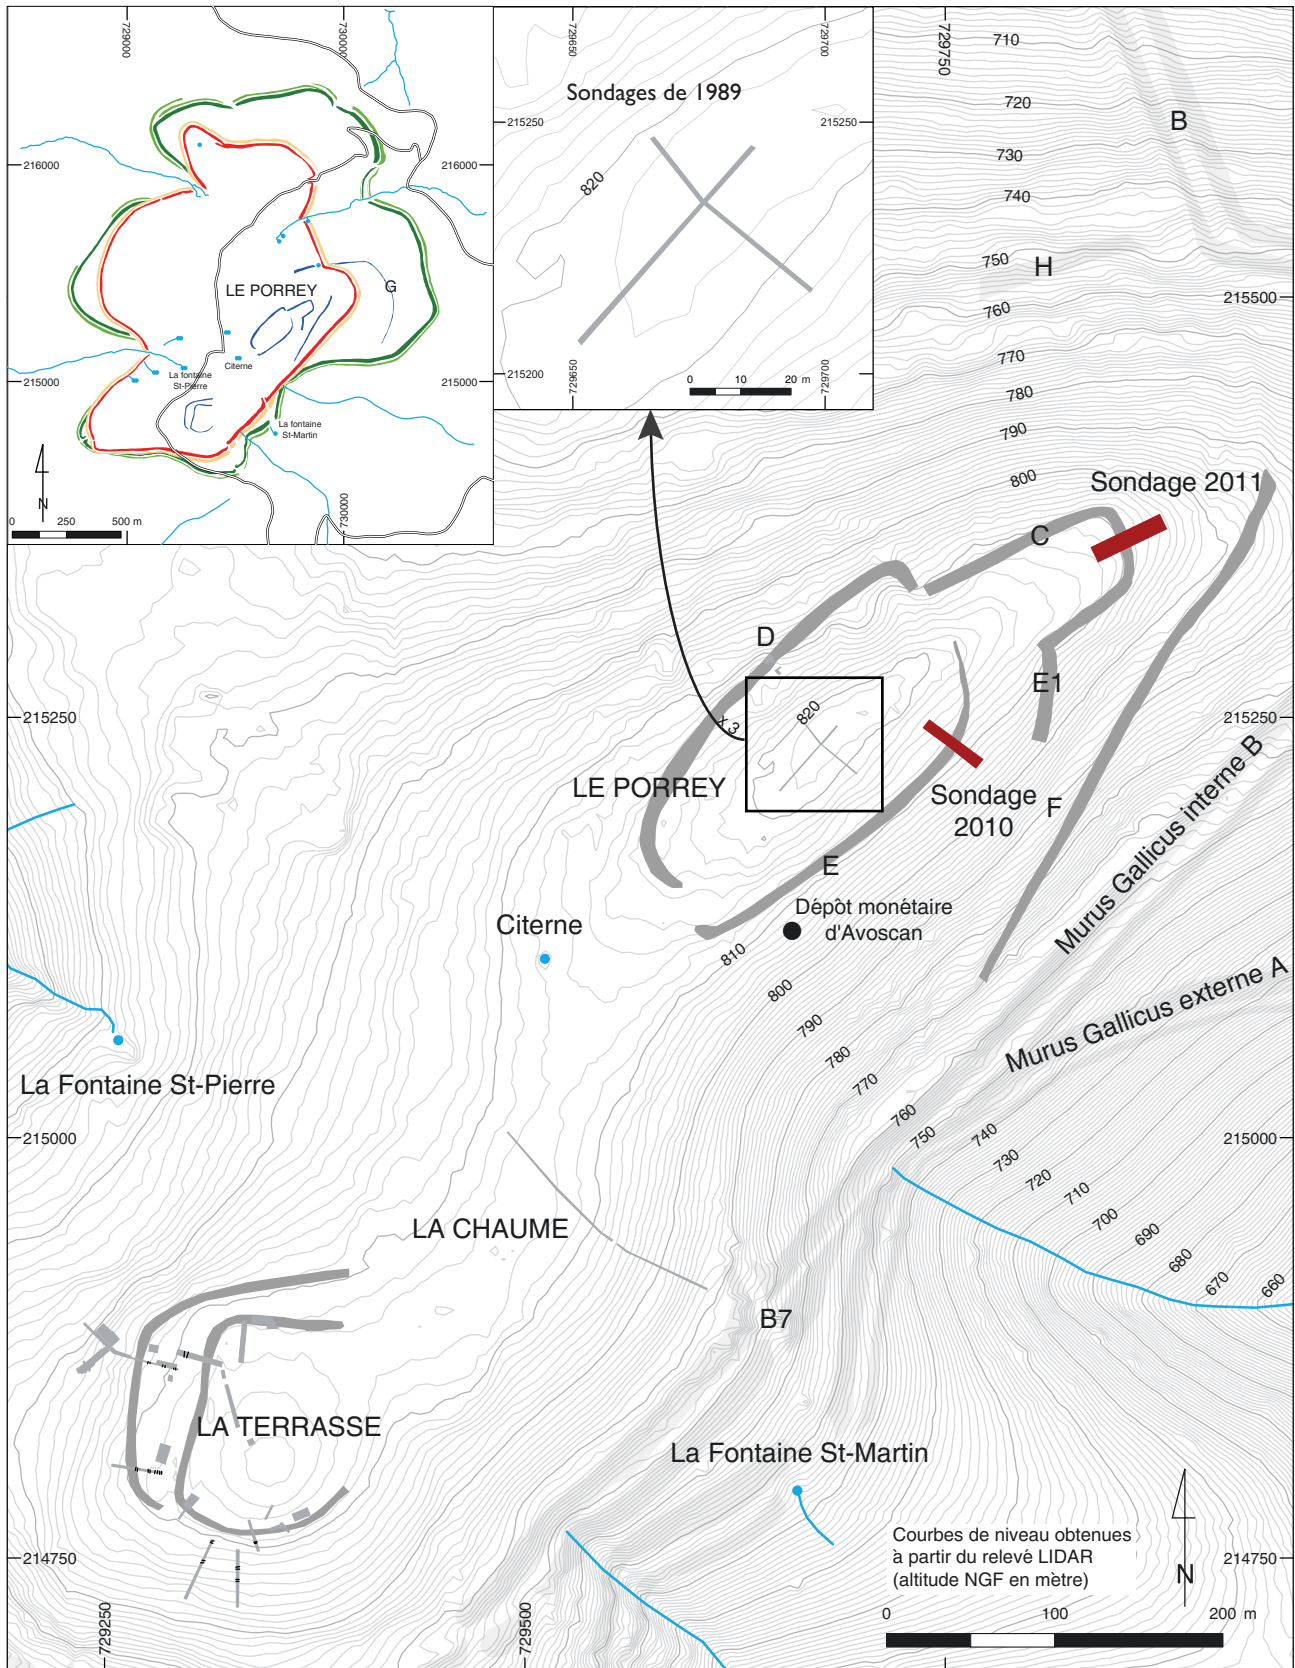 729000
730000
216000
216000
LE PORREY
G
Citerne
La fontaine
St-Pierre
215000
215000
La fontaine
St-Martin
N
0 250 500 m
730000
729650
729700
Sondages de 1989
215250
215250
820
215200
729650
729700
0 10 20 m
729750
710
720
B
730
740
750
H
760
215500
770
780
790
800
Sondage 2011
C
D
E1
215250
215250
820
x 3
LE PORREY
Sondage
2010
F
Murus Gallicus interne B
E
Dépôt monétaire
d'Avoscan
Citerne
810
800
790
780
770
760
750
740
730
720
710
700
690
680
670
660
Murus Gallicus externe A
La Fontaine St-Pierre
215000
215000
LA CHAUME
B7
LA TERRASSE
La Fontaine St-Martin
Courbes de niveau obtenues
à partir du relevé LIDAR
(altitude NGF en mètre)
N
214750
214750
729250
729500
0 100 200 m